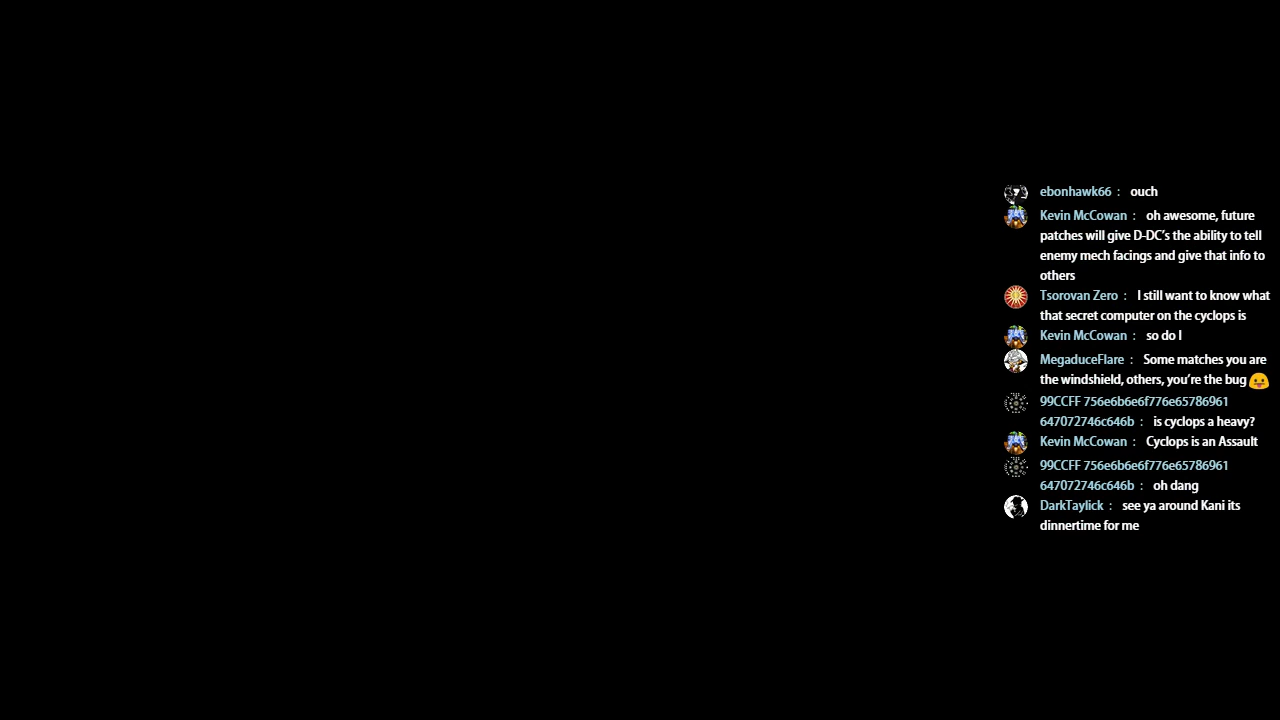 ebonhawk66 : ouch
Kevin McCowan : oh awesome, future
patches will give D-DC's the ability to tell
enemy mech facings and give that info to
others
Tsorovan Zero : I still want to know what
that secret computer on the cyclops is
Kevin McCowan : so do I
MegaduceFlare : Some matches you are
the windshield, others, you're the bug
99CCFF 756e6b6e6f776e65786961
647072746c646b : is cyclops a heavy?
Kevin McCowan : Cyclops is an Assault
99CCFF 756e6b6e6f776e65786961
647072746c646b : oh dang
DarkTaylick : see ya around Kani its
dinnertime for me